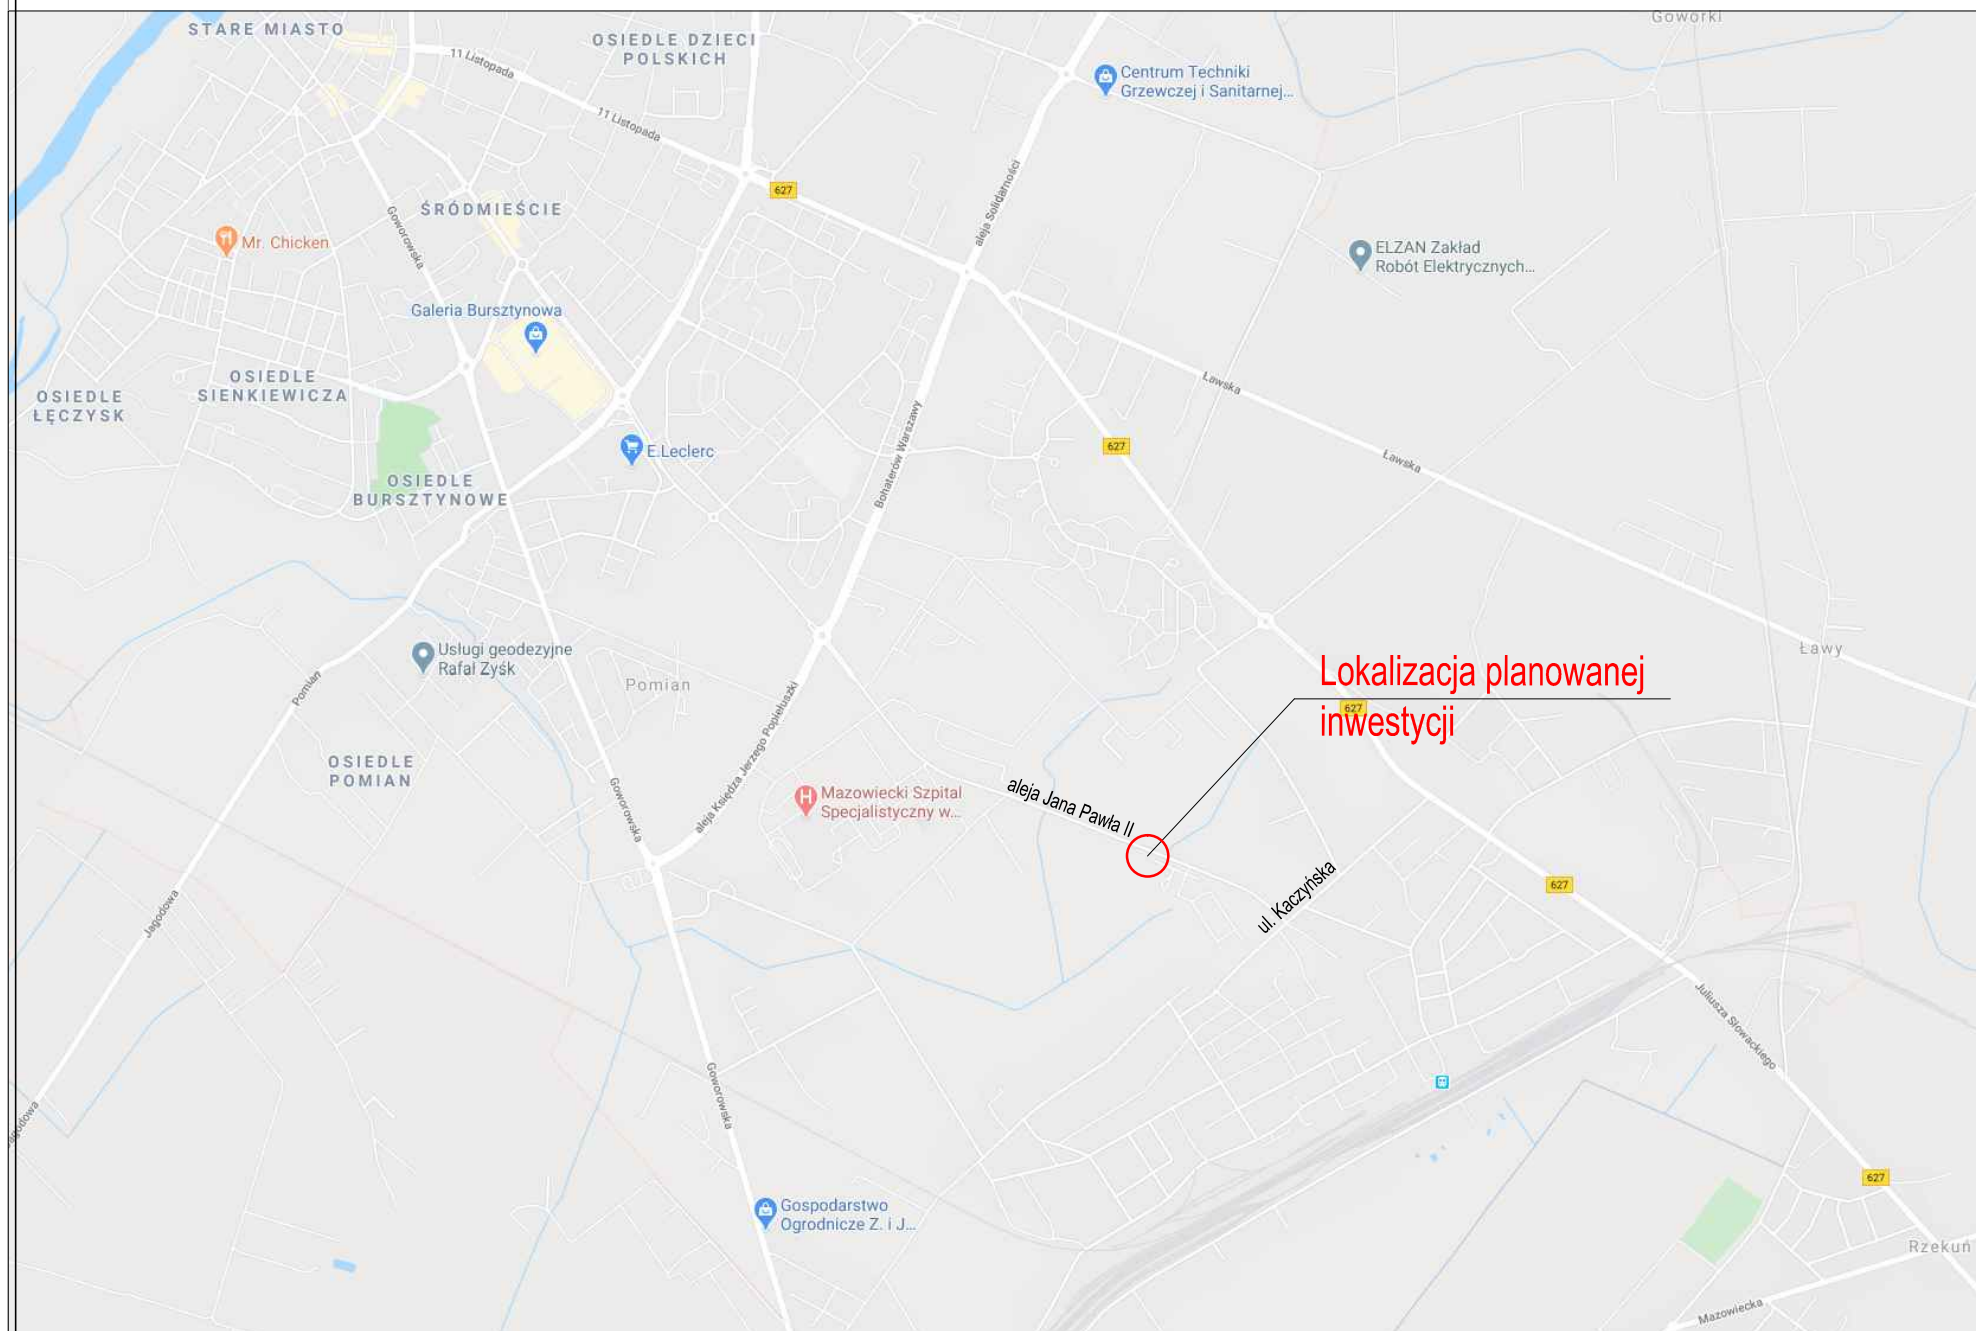 Goworki
STARE MIASTO
OSIEDLE DZIECI
POLSKICH
11 Listopada
Centrum Techniki
Grzewczej i Sanitarnej...
11 Listopada
627
aleja Solidarności
ŚRÓDMIEŚCIE
Goworowska
Mr. Chicken
ELZAN Zakład
Robót Elektrycznych...
Galeria Bursztynowa
OSIEDLE
SIENKIEWICZA
OSIEDLE
ŁĘCZYSK
Ławska
Bohaterów Warszawy
627
E.Leclerc
Ławska
OSIEDLE
BURSZTYNOWE
Usługi geodezyjne
Rafał Zyśk
Pomian
Pomian
Ławy
Lokalizacja planowanej
inwestycji
627
aleja Księdza Jerzego Popiełuszki
OSIEDLE
POMIAN
Goworowska
Mazowiecki Szpital
Specjalistyczny w...
aleja Jana Pawła II
ul. Kaczyńska
627
Jagodowa
Juliusza Słowackiego
Goworowska
Jagodowa
627
Gospodarstwo
Ogrodnicze Z. i J...
Rzekuń
Mazowiecka